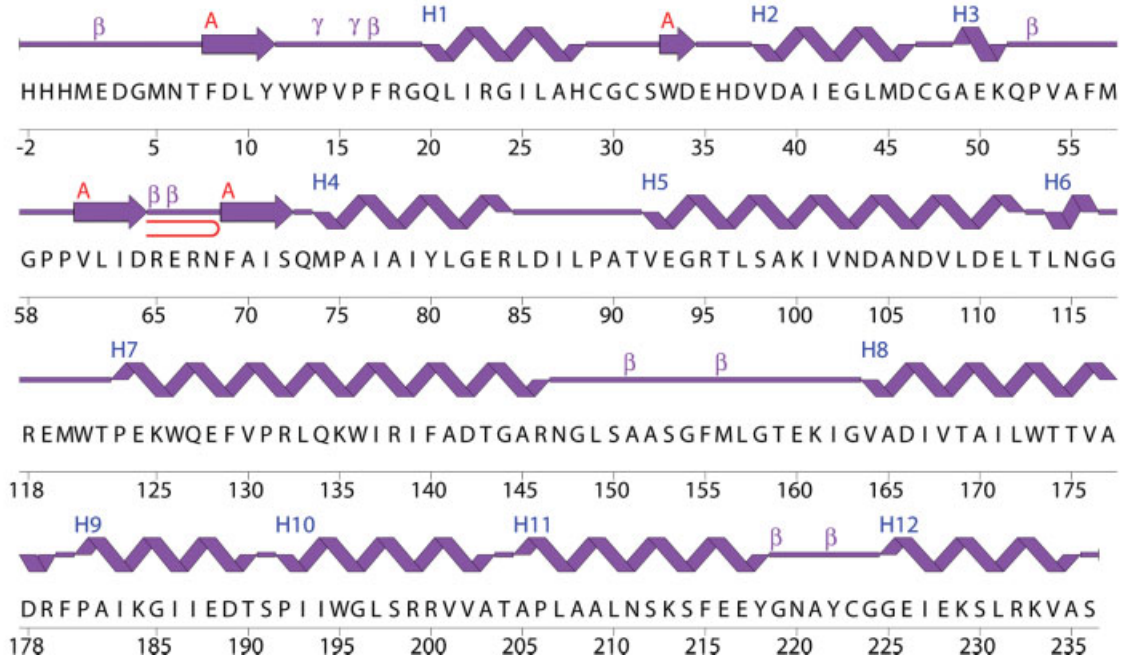 β A γ γ β H1 A H2 H3 β
HHHMEDGMNTFDLYYWPVPFRGQLIRGILAHCGCSWDEHDVDAIEGLMDCGAEKQPVAFM
-2 5 10 15 20 25 30 35 40 45 50 55
A β β A H4 H5 H6
GPPVLIDRERNFAISQMPAIAIYLGERLDILPATVEGRTLSAKIVNDANDVLDELTLNGG
58 65 70 75 80 85 90 95 100 105 110 115
H7 β β H8
REMWTPEKWQEFVPRLQKWIRIFADTGARNGLSAASGFMLGTEKIGVADIVTAILWTTVA
118 125 130 135 140 145 150 155 160 165 170 175
H9 H10 H11 β β H12
DRFPAIKGIIEDTSPIIWGLSRRVVATAPLAALNSKSFEEYGNAYCGGEIEKSLRKVAS
178 185 190 195 200 205 210 215 220 225 230 235